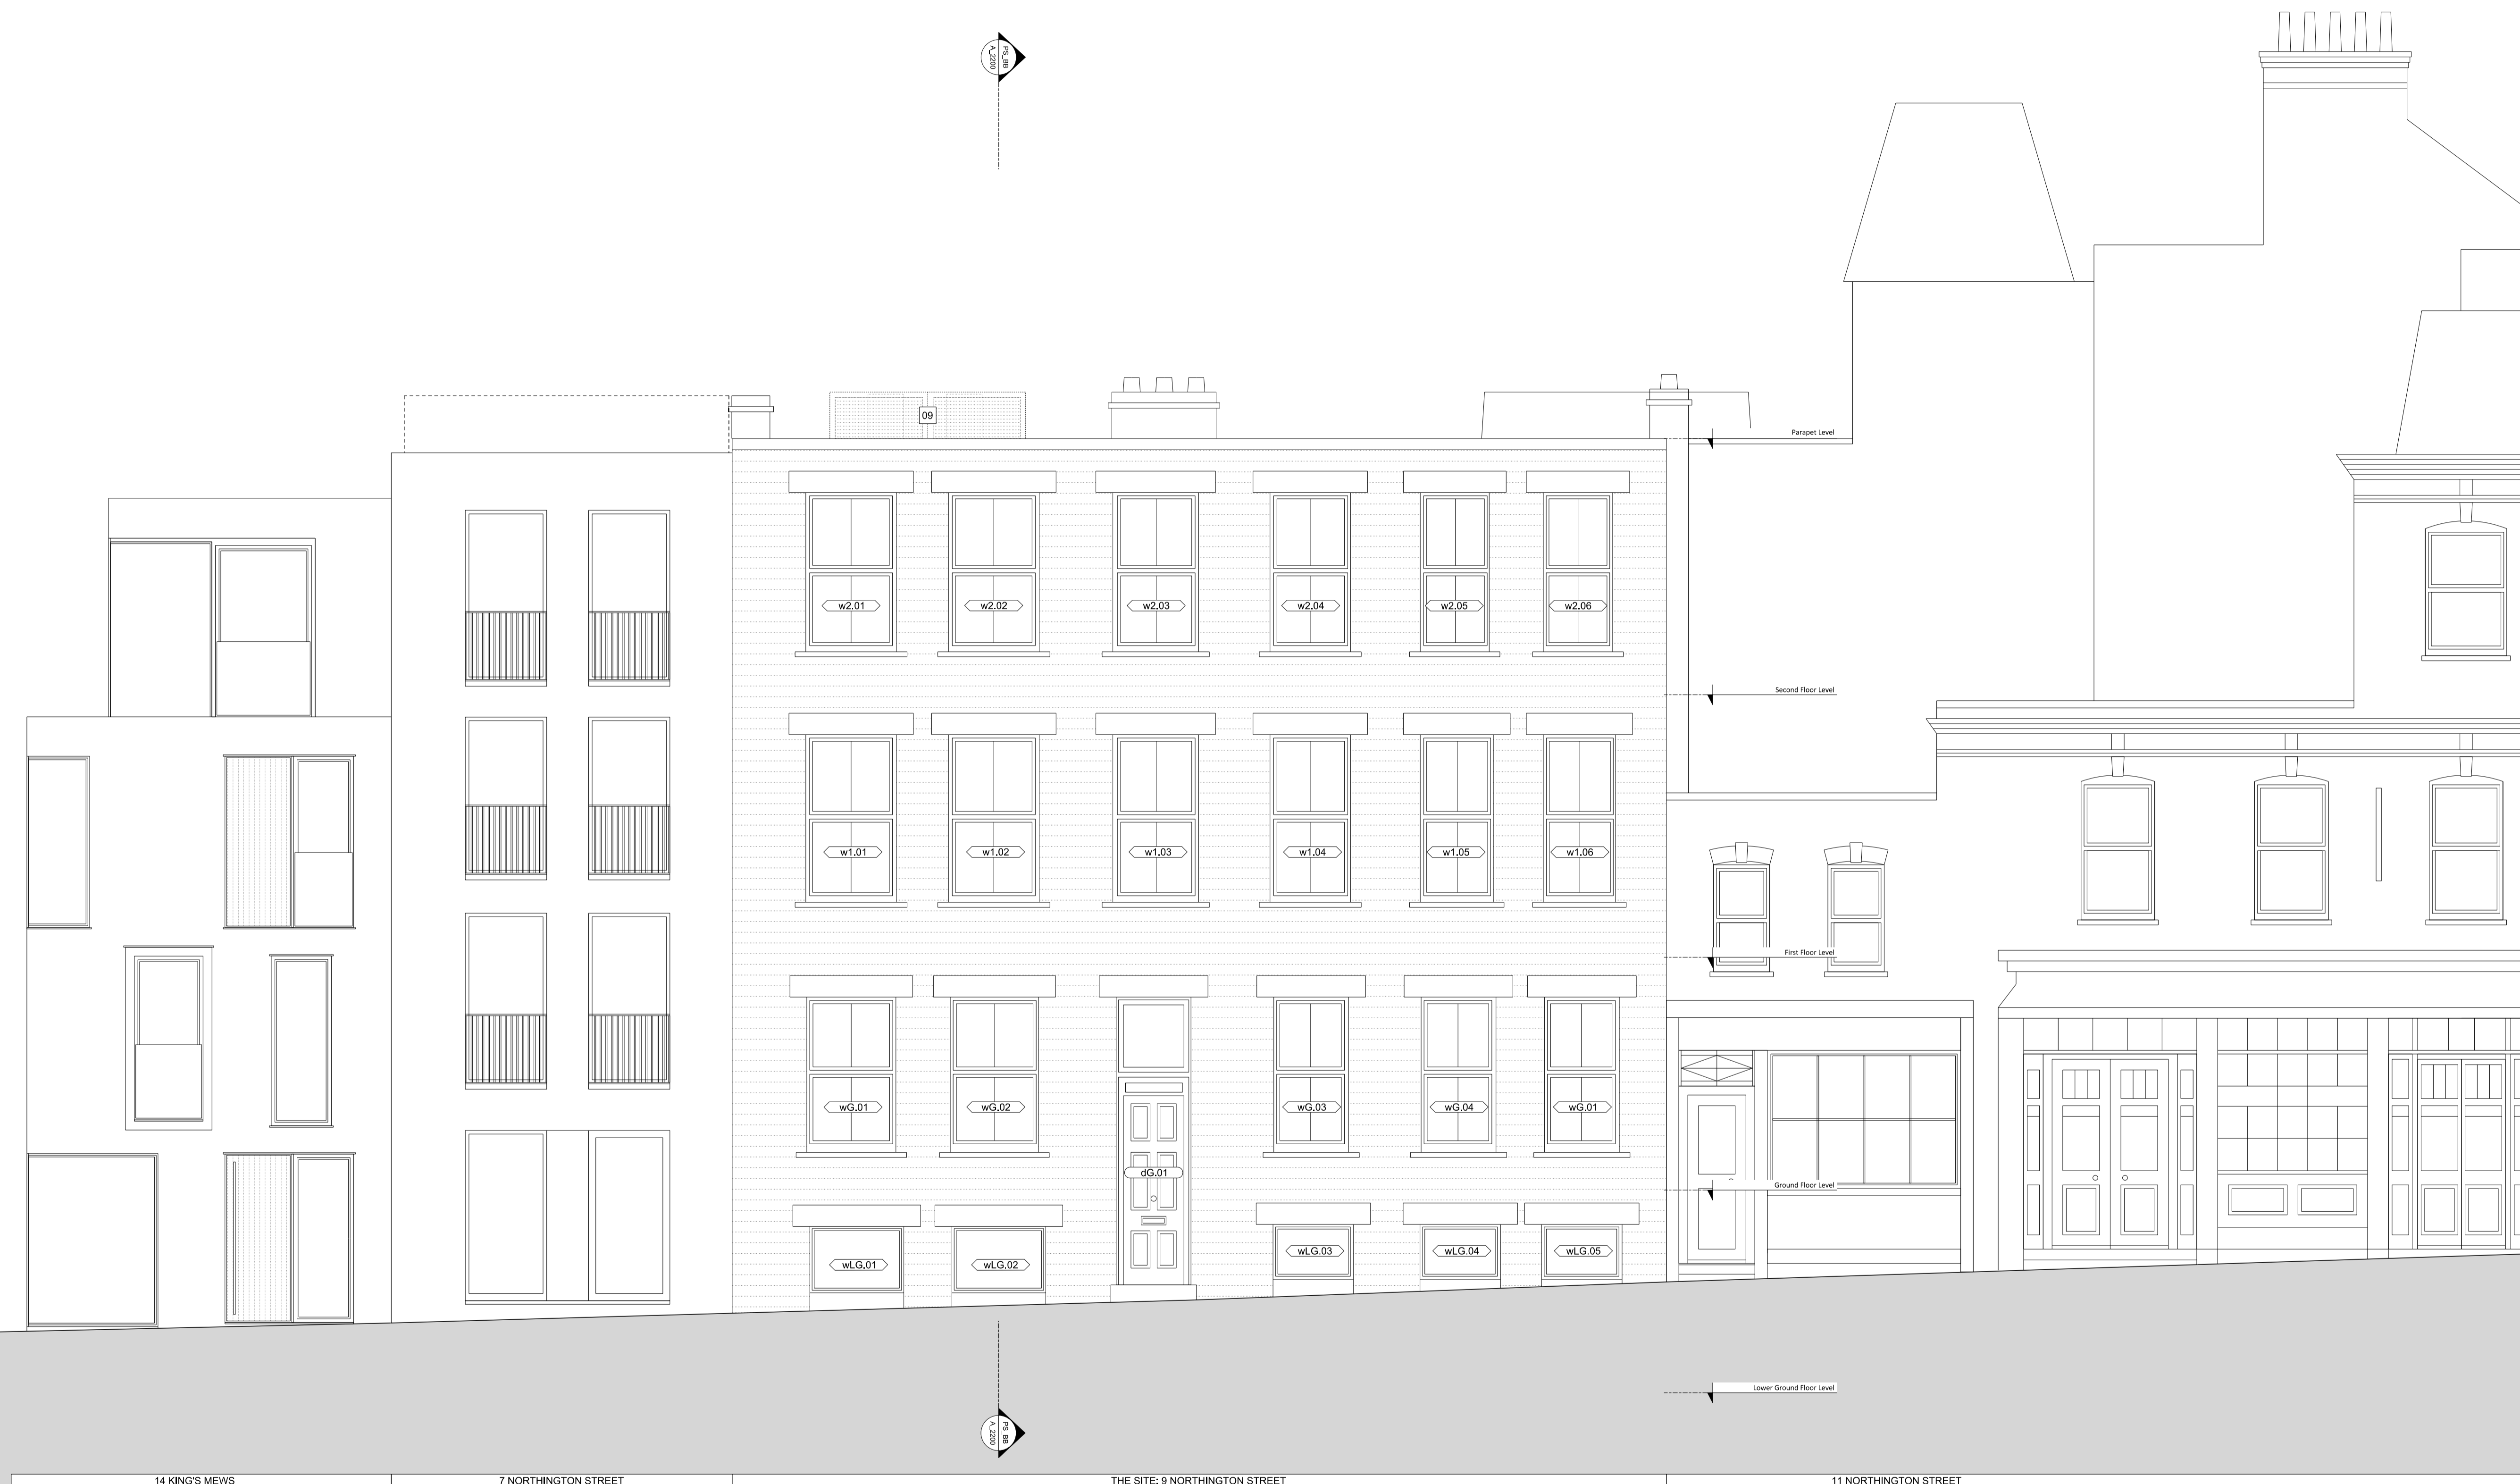 PS_BB
A_2200
09
Parapet Level
w2.01
w2.02
w2.03
w2.04
w2.05
w2.06
Second Floor Level
w1.01
w1.02
w1.03
w1.04
w1.05
w1.06
First Floor Level
wG.01
wG.02
wG.03
wG.04
wG.01
dG.01
Ground Floor Level
wLG.01
wLG.02
wLG.03
wLG.04
wLG.05
Lower Ground Floor Level
PS_BB
A_2200
14 KING'S MEWS
7 NORTHINGTON STREET
THE SITE: 9 NORTHINGTON STREET
11 NORTHINGTON STREET